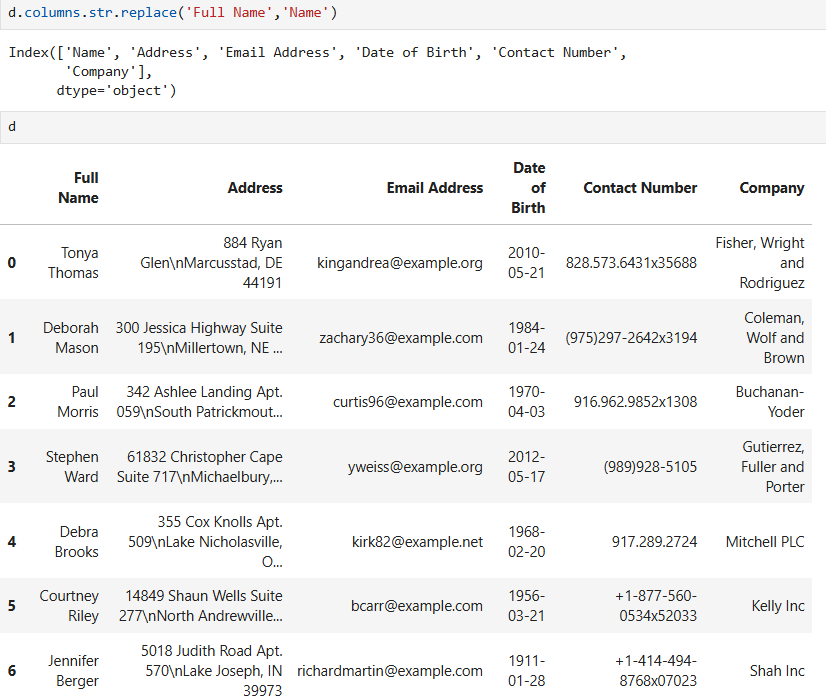 d.columns.str.replace('Full Name','Name')
Index(['Name', 'Address', 'Email Address', 'Date of Birth', 'Contact Number',
'Company'],
dtype='object')
d
Full Name Address Email Address Date of Birth Contact Number Company
0 Tonya Thomas 884 Ryan Glen\nMarcusstad, DE 44191 kingandrea@example.org 2010-05-21 828.573.6431x35688 Fisher, Wright and Rodriguez
1 Deborah Mason 300 Jessica Highway Suite 195\nMillertown, NE ... zachary36@example.com 1984-01-24 (975)297-2642x3194 Coleman, Wolf and Brown
2 Paul Morris 342 Ashlee Landing Apt. 059\nSouth Patrickmout... curtis96@example.com 1970-04-03 916.962.9852x1308 Buchanan-Yoder
3 Stephen Ward 61832 Christopher Cape Suite 717\nMichaelbury,... yweiss@example.org 2012-05-17 (989)928-5105 Gutierrez, Fuller and Porter
4 Debra Brooks 355 Cox Knolls Apt. 509\nLake Nicholasville, O... kirk82@example.net 1968-02-20 917.289.2724 Mitchell PLC
5 Courtney Riley 14849 Shaun Wells Suite 277\nNorth Andrewville... bcarr@example.com 1956-03-21 +1-877-560-0534x52033 Kelly Inc
6 Jennifer Berger 5018 Judith Road Apt. 570\nLake Joseph, IN 39973 richardmartin@example.com 1911-01-28 +1-414-494-8768x07023 Shah Inc